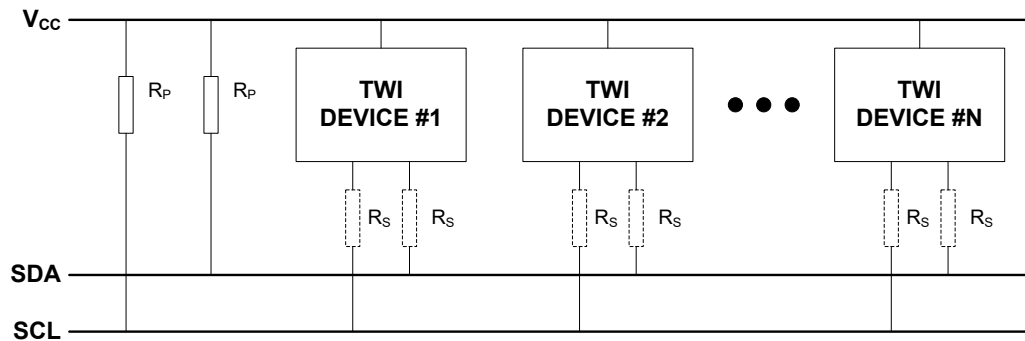 VCC
RP
RP
TWI
DEVICE #1
TWI
DEVICE #2
TWI
DEVICE #N
RS
RS
RS
RS
RS
RS
SDA
SCL